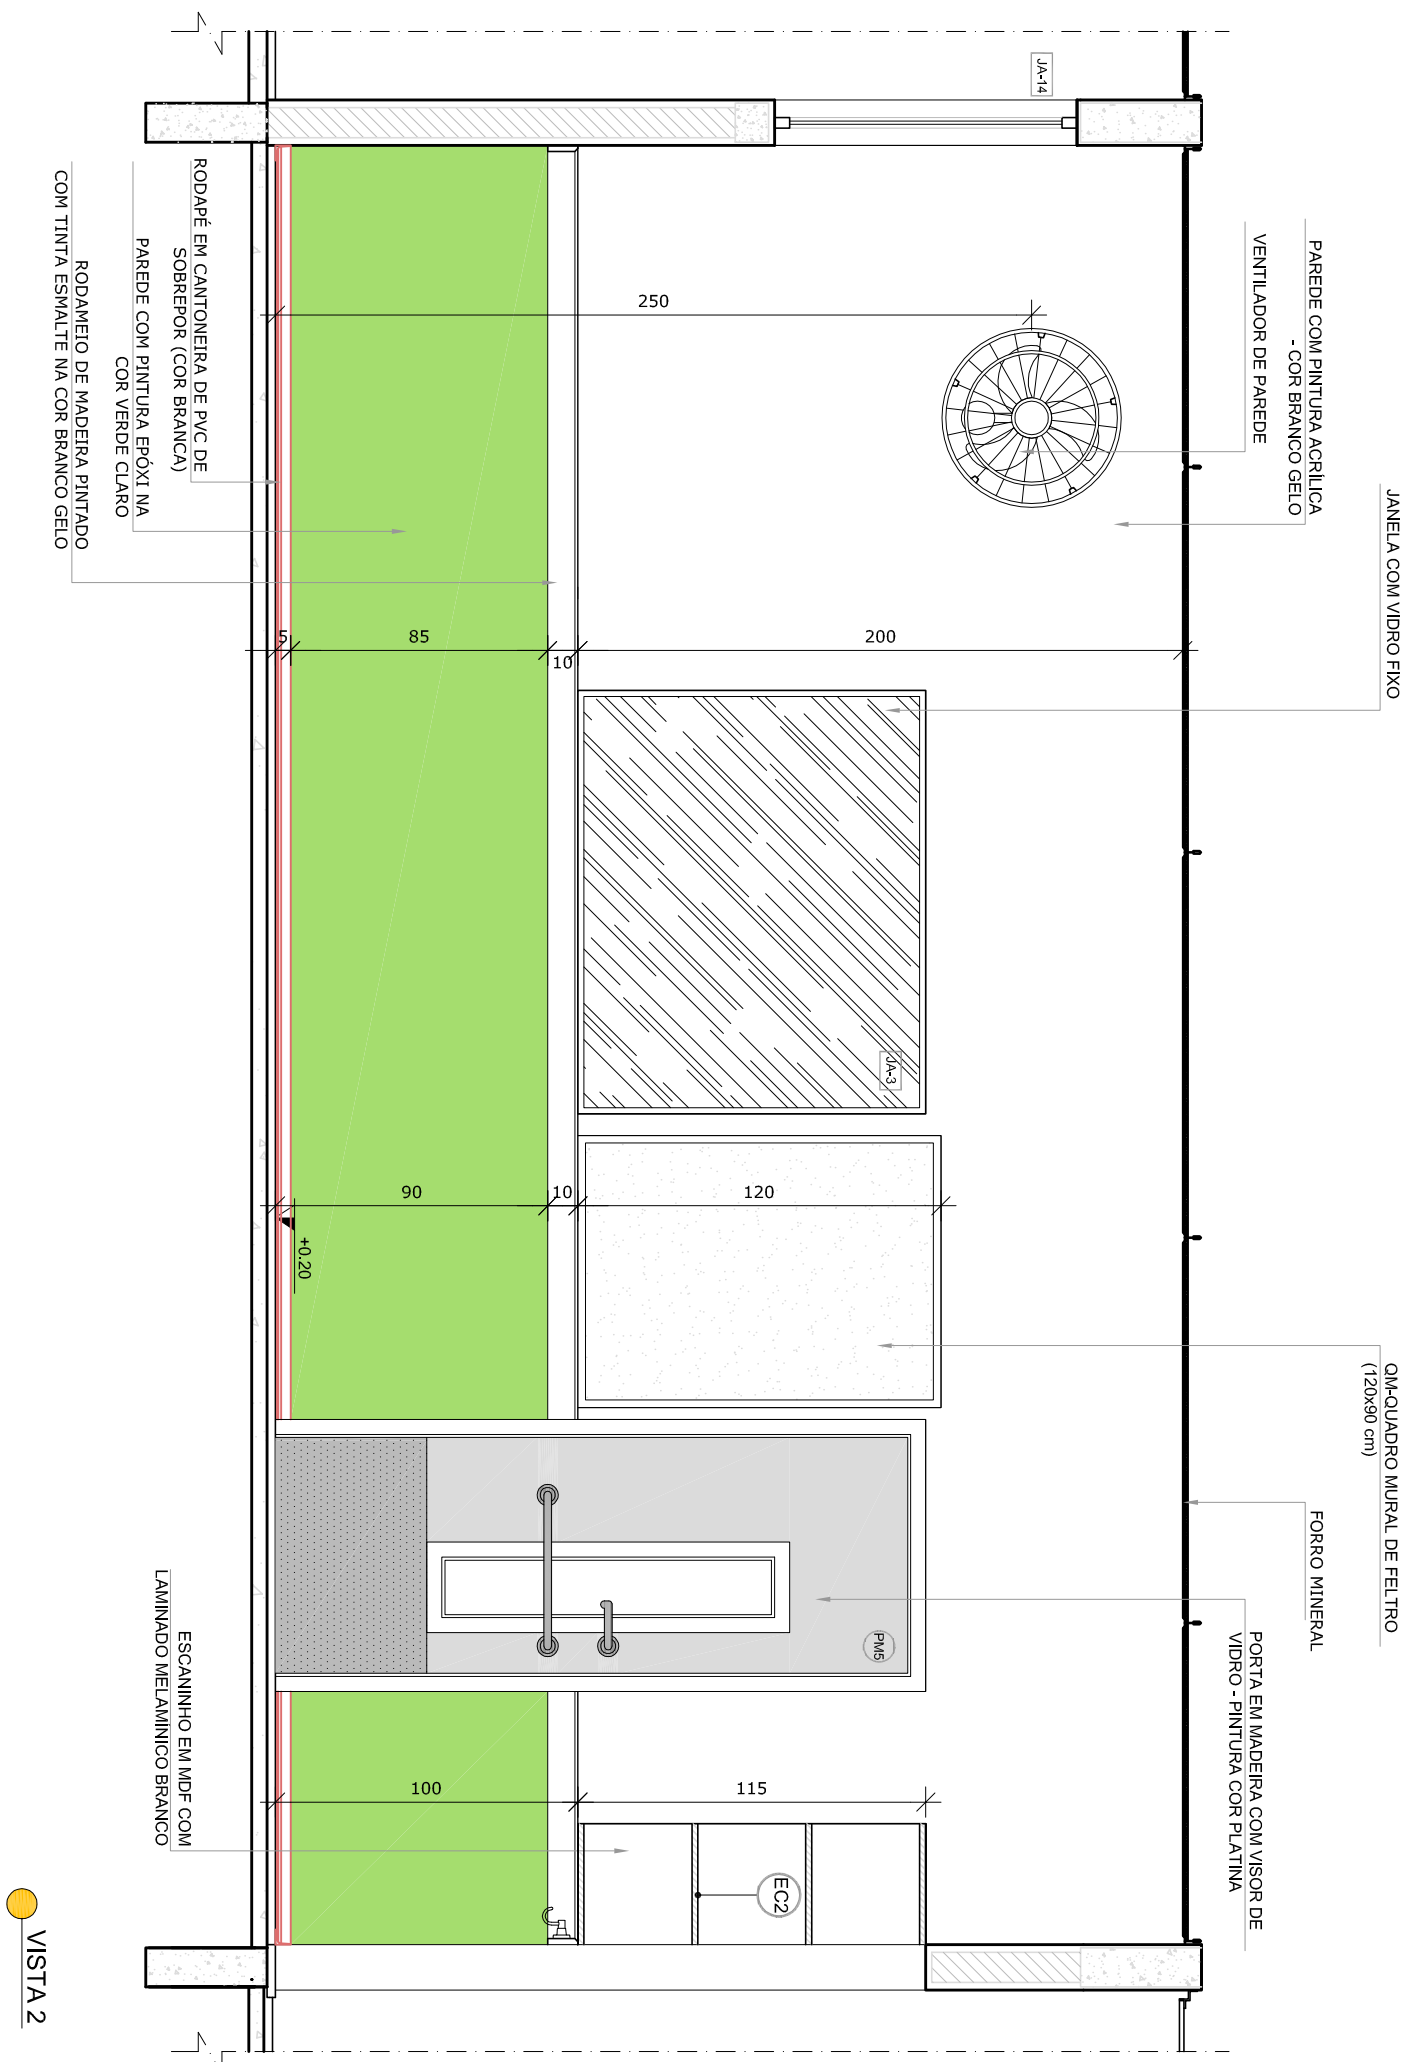 JANELA COM VIDRO FIXO
QM-QUADRO MURAL DE FELTRO
(120x90 cm)
PAREDE COM PINTURA ACRÍLICA
- COR BRANCO GELO
FORRO MINERAL
VENTILADOR DE PAREDE
PORTA EM MADEIRA COM VISOR DE
VIDRO - PINTURA COR PLATINA
JA-14
200
250
120
115
JA-3
PM5
EC2
10
10
85
90
100
5
+0.20
RODAPÉ EM CANTONEIRA DE PVC DE
SOBREPOR (COR BRANCA)
PAREDE COM PINTURA EPÓXI NA
COR VERDE CLARO
RODAMEIO DE MADEIRA PINTADO
COM TINTA ESMALTE NA COR BRANCO GELO
ESCANINHO EM MDF COM
LAMINADO MELAMÍNICO BRANCO
VISTA 2